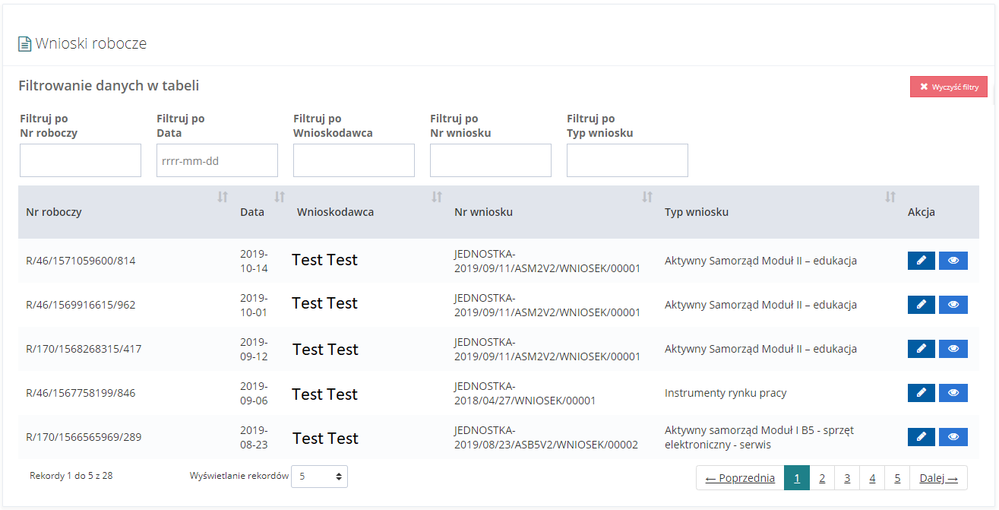 Wnioski robocze
Filtrowanie danych w tabeli
Wyczyść filtry
Filtruj po
Nr roboczy
Filtruj po
Data
Filtruj po
Wnioskodawca
Filtruj po
Nr wniosku
Filtruj po
Typ wniosku
rrrr-mm-dd
Nr roboczy Data Wnioskodawca Nr wniosku Typ wniosku Akcja
R/46/1571059600/814
2019-
10-14
Test Test
JEDNOSTKA-
2019/09/11/ASM2V2/WNIOSEK/00001
Aktywny Samorząd Moduł II – edukacja
R/46/1569916615/962
2019-
10-01
Test Test
JEDNOSTKA-
2019/09/11/ASM2V2/WNIOSEK/00001
Aktywny Samorząd Moduł II – edukacja
R/170/1568268315/417
2019-
09-12
Test Test
JEDNOSTKA-
2019/09/11/ASM2V2/WNIOSEK/00001
Aktywny Samorząd Moduł II – edukacja
R/46/1567758199/846
2019-
09-06
Test Test
JEDNOSTKA-
2018/04/27/WNIOSEK/00001
Instrumenty rynku pracy
R/170/1566565969/289
2019-
08-23
Test Test
JEDNOSTKA-
2019/08/23/ASB5V2/WNIOSEK/00002
Aktywny samorząd Moduł I B5 - sprzęt
elektroniczny - serwis
Rekordy 1 do 5 z 28
Wyświetlanie rekordów 5
← Poprzednia 1 2 3 4 5 Dalej →